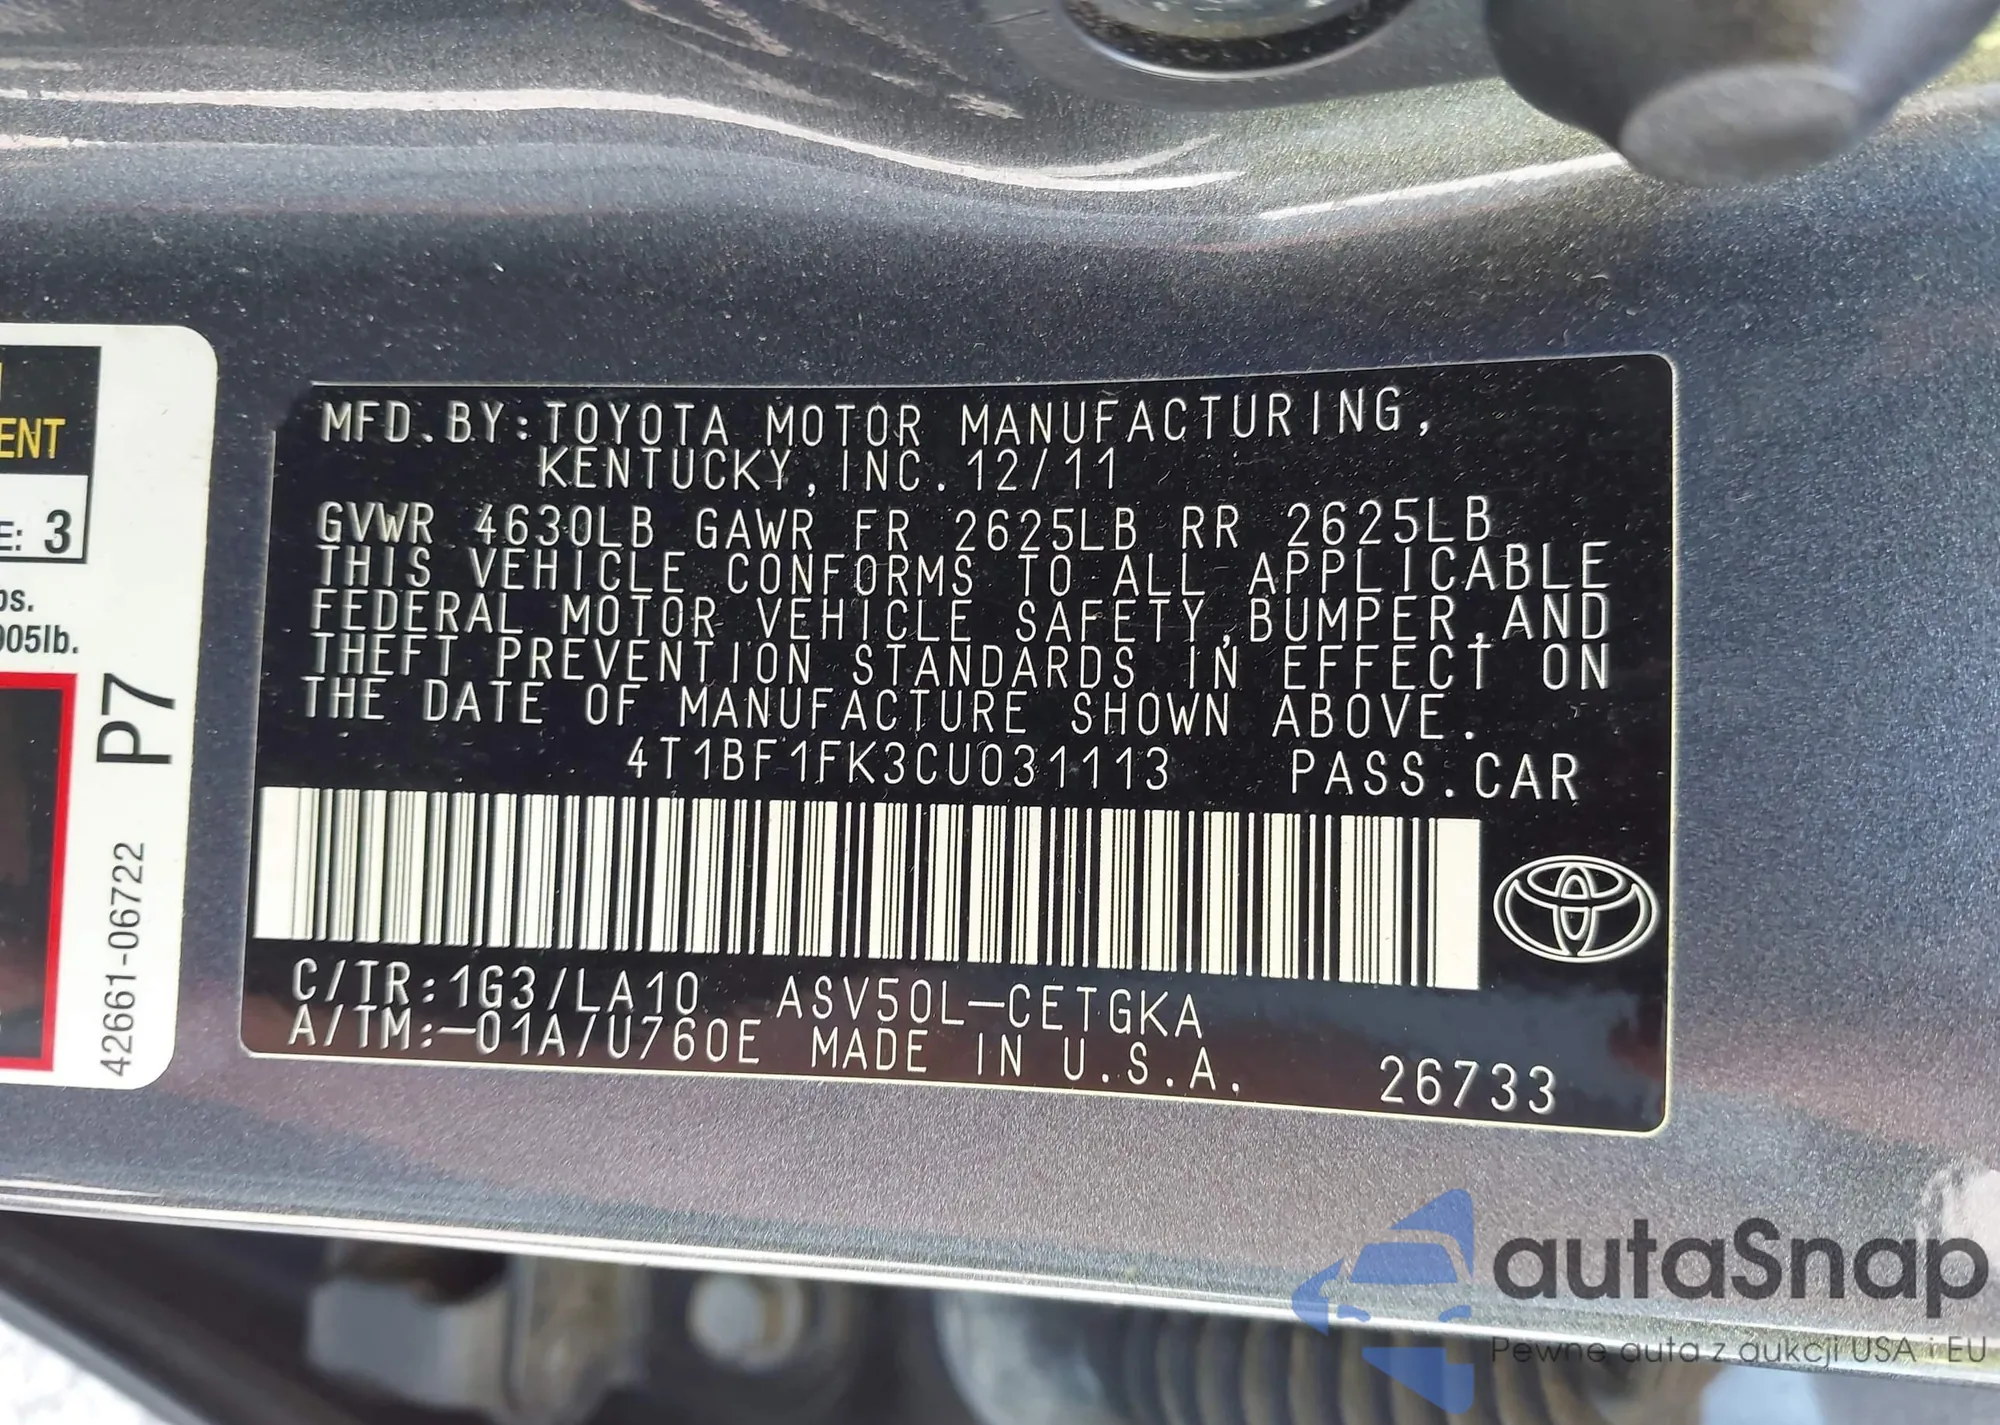 ENT
E: 3
os.
005lb.
P7
42661-06722
MFD.BY:TOYOTA MOTOR MANUFACTURING,
KENTUCKY,INC.12/11
GVWR 4630LB GAWR FR 2625LB RR 2625LB
THIS VEHICLE CONFORMS TO ALL APPLICABLE
FEDERAL MOTOR VEHICLE SAFETY,BUMPER,AND
THEFT PREVENTION STANDARDS IN EFFECT ON
THE DATE OF MANUFACTURE SHOWN ABOVE.
4T1BF1FK3CU031113 PASS.CAR
C/TR:1G3/LA10 ASV50L-CETGKA
A/TM:-01A/U760E MADE IN U.S.A.
26733
autaSnap
Pewne auta z aukcji USA i EU